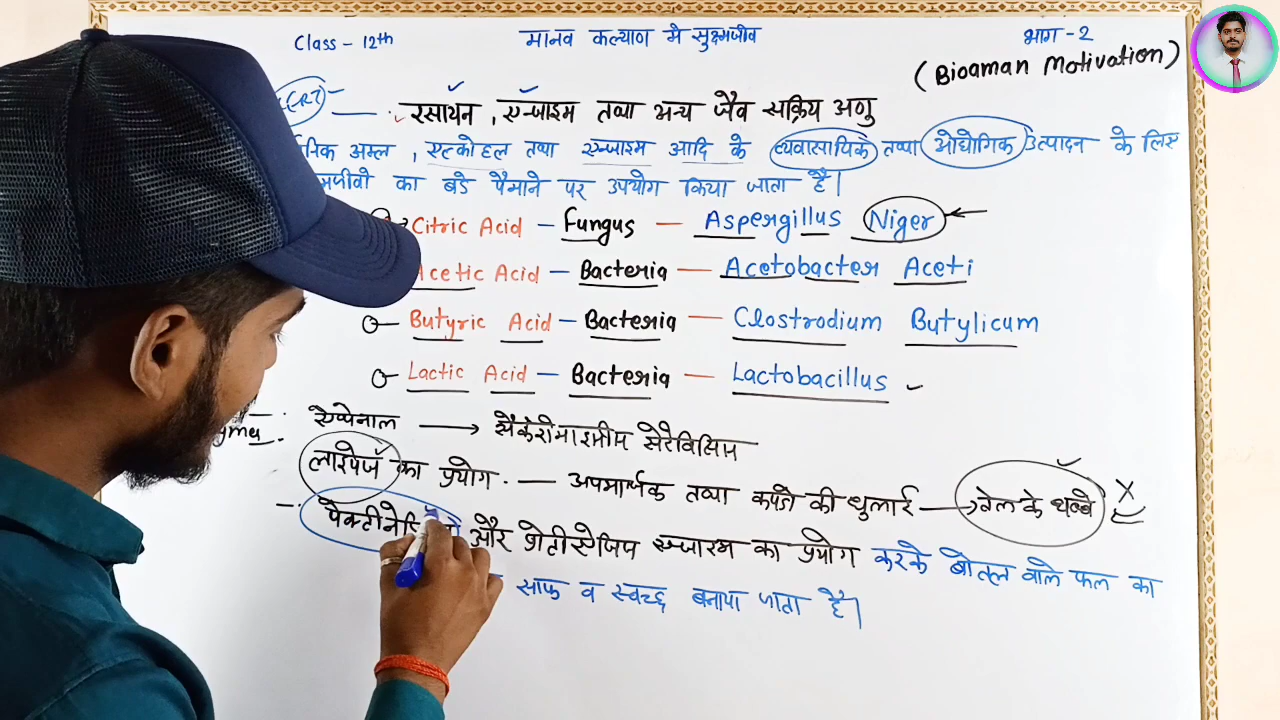 Class - 12th मानव कल्याण मे सुक्ष्मजीव भाग - 2
(Bioaman Motivation)
रसायन , एन्जाइम तथा अन्य जैव सक्रिय अणु
अम्ल , एल्कोहल तथा एन्जाइम आदि के व्यवासायिक तथा औद्योगिक उत्पादन के लिए
का बडे पैमाने पर उपयोग किया जाता है।
Citric Acid - Fungus - Aspergillus Niger
Acetic Acid - Bacteria - Acetobacter Aceti
Butyric Acid - Bacteria - Clostrodium Butylicum
Lactic Acid - Bacteria - Lactobacillus
→ सैकेरोमाइसीस सेरेविसिस
लाइपेज का प्रयोग - अपमार्जक तथा कपडो की धुलाई → तेल के धब्बे X
और प्रोटीऐजिज एन्जाइम का प्रयोग करके बोतल वाले फल का
साफ व स्वच्छ बनाया जाता है।